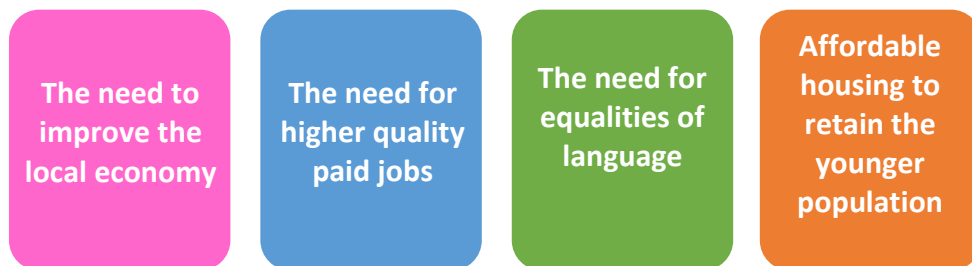 The need to
improve the
local economy
The need for
higher quality
paid jobs
The need for
equalities of
language
Affordable
housing to
retain the
younger
population